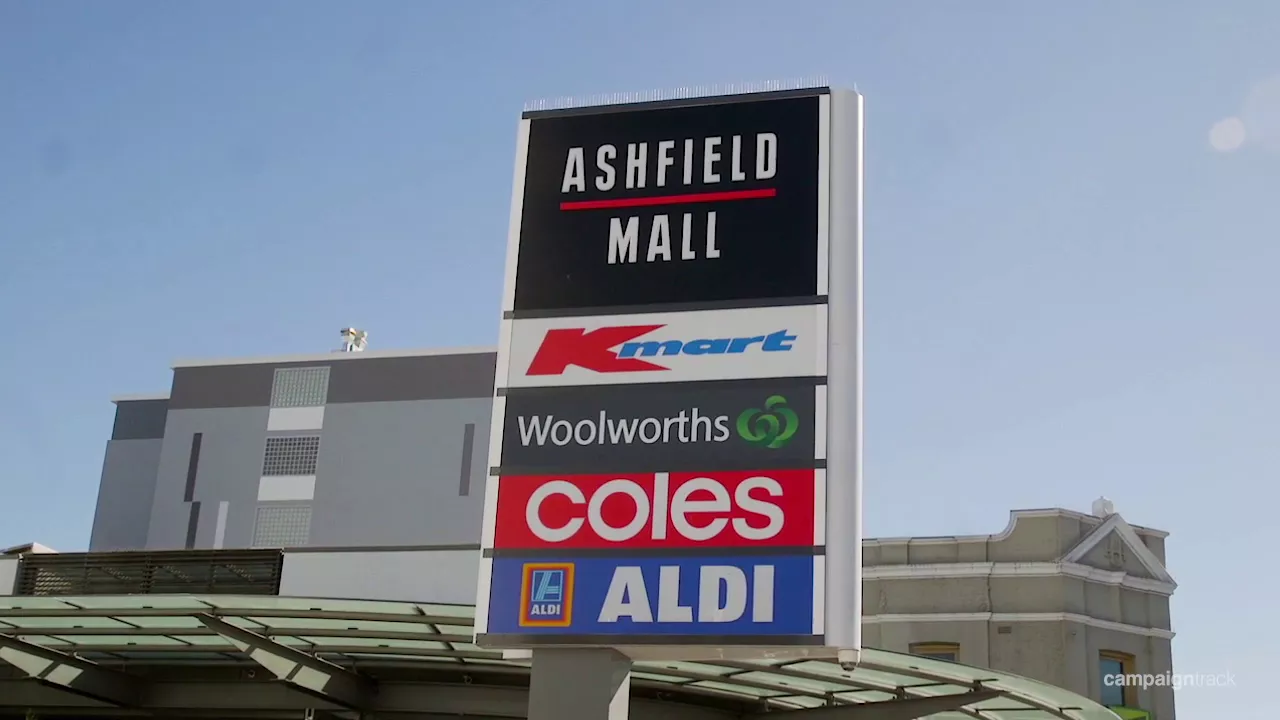 ASHFIELD
MALL
Kmart
Woolworths
coles
ALDI ALDI
campaigntrack